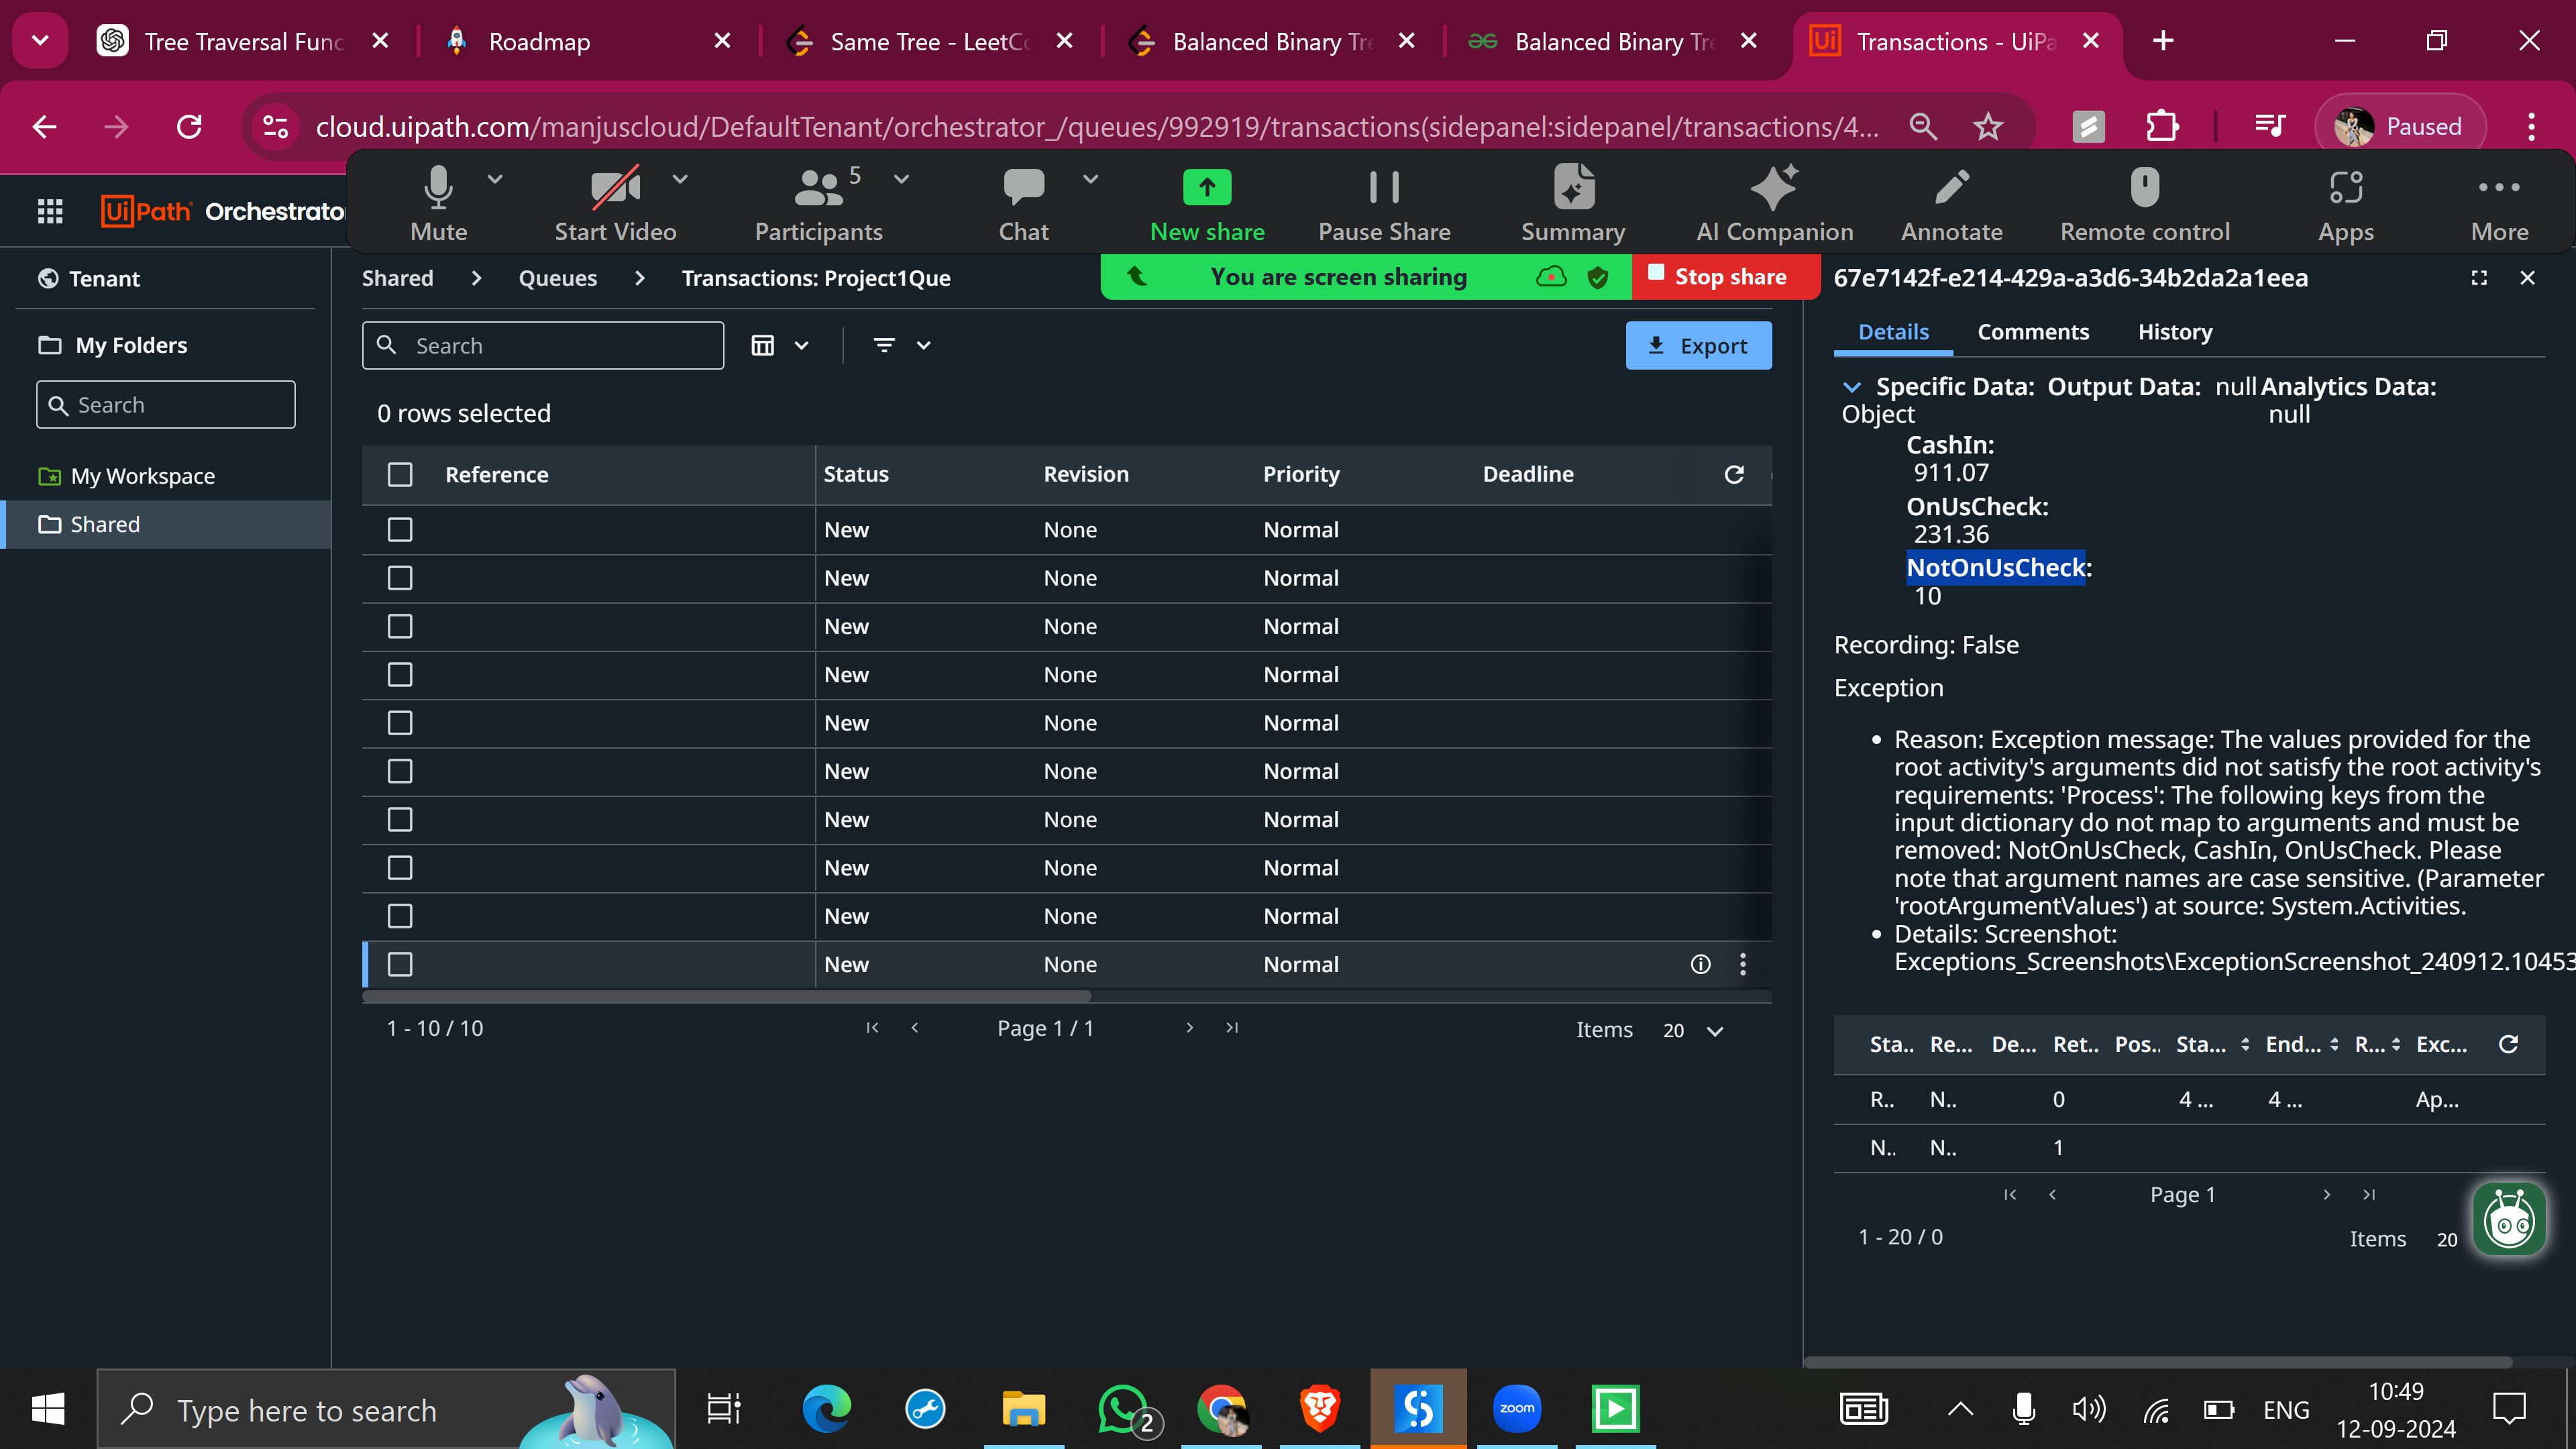 Tree Traversal Func
Roadmap
Same Tree - LeetCo
Balanced Binary Tre
Balanced Binary Tre
Transactions - UiPa
cloud.uipath.com/manjuscloud/DefaultTenant/orchestrator_/queues/992919/transactions(sidepanel:sidepanel/transactions/4...
Paused
Mute
Start Video
5
Participants
Chat
New share
Pause Share
Summary
AI Companion
Annotate
Remote control
Apps
More
You are screen sharing
Stop share
UiPath Orchestrator
Tenant
My Folders
Search
My Workspace
Shared
Shared > Queues > Transactions: Project1Que
Search
Export
0 rows selected
Reference Status Revision Priority Deadline
New None Normal
New None Normal
New None Normal
New None Normal
New None Normal
New None Normal
New None Normal
New None Normal
New None Normal
New None Normal
1 - 10 / 10 Page 1 / 1 Items 20
67e7142f-e214-429a-a3d6-34b2da2a1eea
Details Comments History
Specific Data: Output Data: null Analytics Data:
Object null
CashIn:
911.07
OnUsCheck:
231.36
NotOnUsCheck:
10
Recording: False
Exception
• Reason: Exception message: The values provided for the
root activity's arguments did not satisfy the root activity's
requirements: 'Process': The following keys from the
input dictionary do not map to arguments and must be
removed: NotOnUsCheck, CashIn, OnUsCheck. Please
note that argument names are case sensitive. (Parameter
'rootArgumentValues') at source: System.Activities.
• Details: Screenshot:
Exceptions_Screenshots\ExceptionScreenshot_240912.10453
Sta.. Re... De... Ret.. Pos.. Sta... End... R... Exc...
R.. N.. 0 4 ... 4 ... Ap...
N.. N.. 1
Page 1
1 - 20 / 0 Items 20
Type here to search
2
zoom
ENG
10:49
12-09-2024